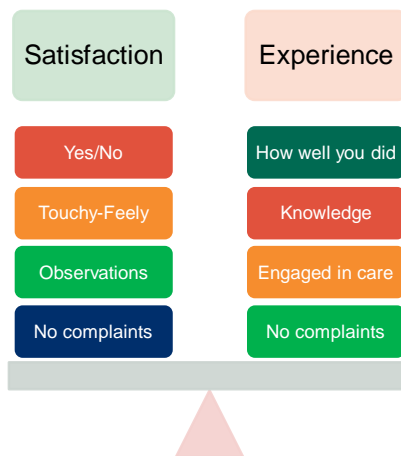 Satisfaction
Experience
Yes/No
How well you did
Touchy-Feely
Knowledge
Observations
Engaged in care
No complaints
No complaints